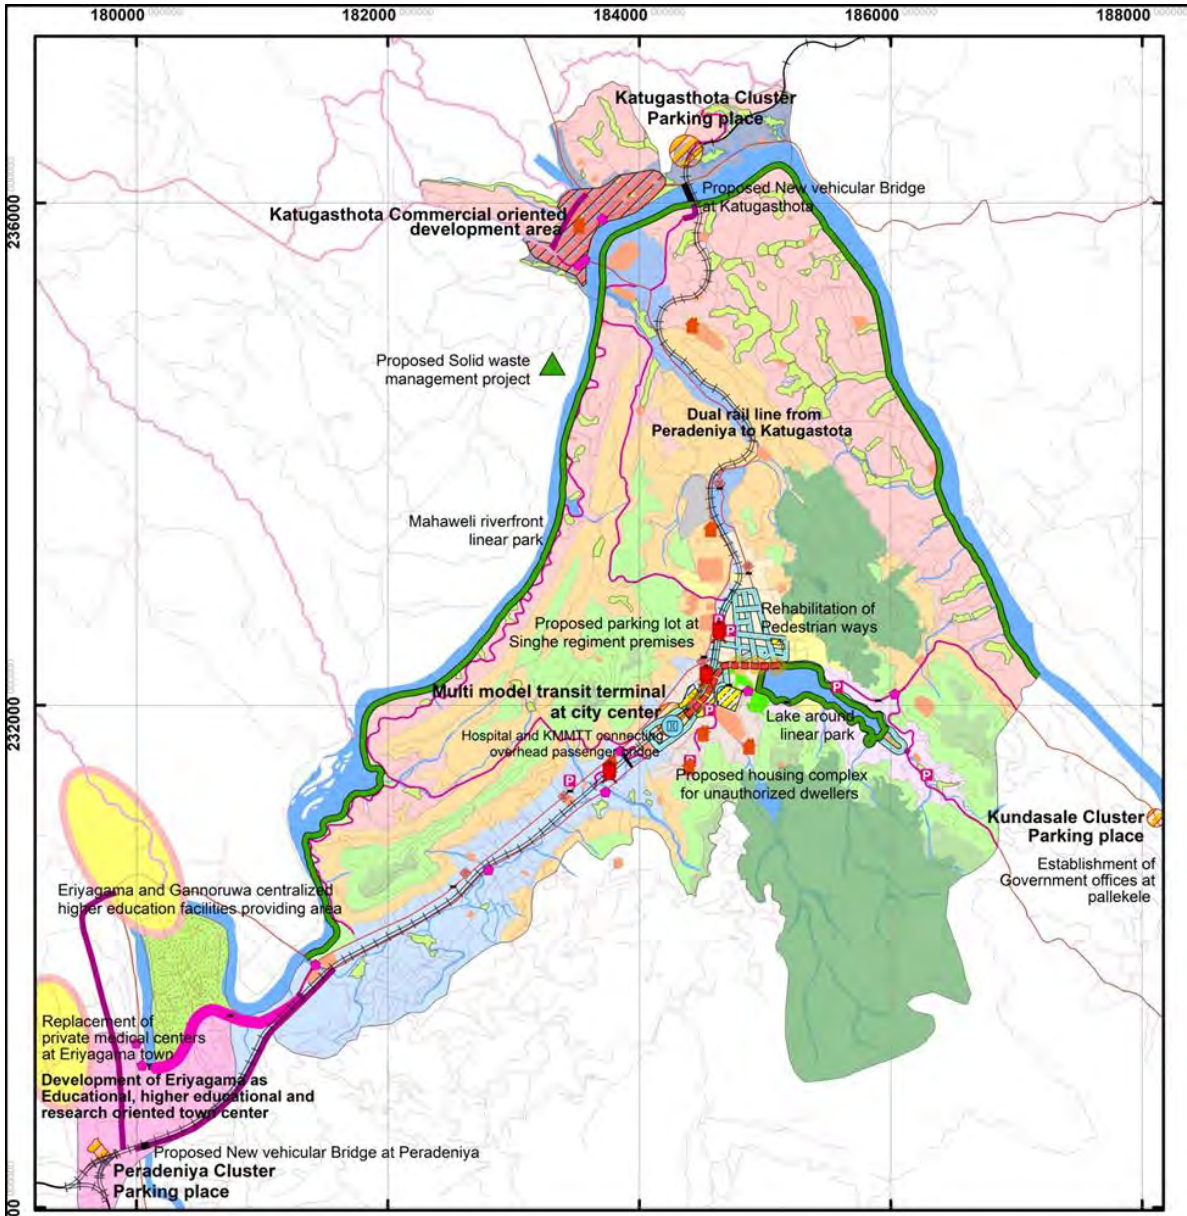 180000
182000
184000
186000
188000
Katugasthota Cluster
Parking place
236000
Proposed New vehicular Bridge
at Katugasthota
Katugasthota Commercial oriented
development area
Proposed Solid waste
management project
Dual rail line from
Peradeniya to Katugastota
Mahaweli riverfront
linear park
Rehabilitation of
Pedestrian ways
Proposed parking lot at
Singhe regiment premises
P
Multi model transit terminal
at city center
232000
P
P
Lake around
linear park
Hospital and KMMTT connecting
overhead passenger bridge
H
P
P
P
Proposed housing complex
for unauthorized dwellers
Kundasale Cluster
Parking place
Establishment of
Government offices at
pallekele
Eriyagama and Gannoruwa centralized
higher education facilities providing area
Replacement of
private medical centers
at Eriyagama town
Development of Eriyagama as
Educational, higher educational and
research oriented town center
Proposed New vehicular Bridge at Peradeniya
Peradeniya Cluster
Parking place
00